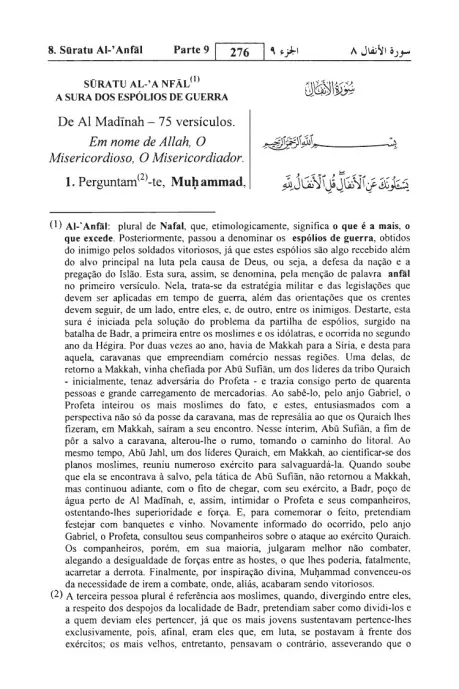 8. Sūratu Al-'Anfāl Parte 9 276 الجزء ٩ سورة الأنفال ٨
SŪRATU AL-'A NFĀL(1)
سُورَةُ الأَنْفَالِ
A SURA DOS ESPÓLIOS DE GUERRA
De Al Madīnah – 75 versículos.
Em nome de Allah, O
بِسْمِ اللَّهِ الرَّحْمَٰنِ الرَّحِيمِ
Misericordioso, O Misericordiador.
1. Perguntam(2)-te, Muḥammad,
يَسْـَٔلُونَكَ عَنِ ٱلْأَنفَالِ ۖ قُلِ ٱلْأَنفَالُ لِلَّهِ
(1) Al-'Anfāl: plural de Nafal, que, etimologicamente, significa o que é a mais, o
que excede. Posteriormente, passou a denominar os espólios de guerra, obtidos
do inimigo pelos soldados vitoriosos, já que estes espólios são algo recebido além
do alvo principal na luta pela causa de Deus, ou seja, a defesa da nação e a
pregação do Islão. Esta sura, assim, se denomina, pela menção de palavra anfāl
no primeiro versículo. Nela, trata-se da estratégia militar e das legislações que
devem ser aplicadas em tempo de guerra, além das orientações que os crentes
devem seguir, de um lado, entre eles, e, de outro, entre os inimigos. Destarte, esta
sura é iniciada pela solução do problema da partilha de espólios, surgido na
batalha de Badr, a primeira entre os moslimes e os idólatras, e ocorrida no segundo
ano da Hégira. Por duas vezes ao ano, havia de Makkah para a Síria, e desta para
aquela, caravanas que empreendiam comércio nessas regiões. Uma delas, de
retorno a Makkah, vinha chefiada por Abū Sufiān, um dos líderes da tribo Quraich
- inicialmente, tenaz adversária do Profeta - e trazia consigo perto de quarenta
pessoas e grande carregamento de mercadorias. Ao sabê-lo, pelo anjo Gabriel, o
Profeta inteirou os mais moslimes do fato, e estes, entusiasmados com a
perspectiva não só da posse da caravana, mas de represália ao que os Quraich lhes
fizeram, em Makkah, saíram a seu encontro. Nesse ínterim, Abū Sufiān, a fim de
pôr a salvo a caravana, alterou-lhe o rumo, tomando o caminho do litoral. Ao
mesmo tempo, Abū Jahl, um dos líderes Quraich, em Makkah, ao cientificar-se dos
planos moslimes, reuniu numeroso exército para salvaguardá-la. Quando soube
que ela se encontrava à salvo, pela tática de Abū Sufiān, não retornou a Makkah,
mas continuou adiante, com o fito de chegar, com seu exército, a Badr, poço de
água perto de Al Madīnah, e, assim, intimidar o Profeta e seus companheiros,
ostentando-lhes superioridade e força. E, para comemorar o feito, pretendiam
festejar com banquetes e vinho. Novamente informado do ocorrido, pelo anjo
Gabriel, o Profeta, consultou seus companheiros sobre o ataque ao exército Quraich.
Os companheiros, porém, em sua maioria, julgaram melhor não combater,
alegando a desigualdade de forças entre as hostes, o que lhes poderia, fatalmente,
acarretar a derrota. Finalmente, por inspiração divina, Muḥammad convenceu-os
da necessidade de irem a combate, onde, aliás, acabaram sendo vitoriosos.
(2) A terceira pessoa plural é referência aos moslimes, quando, divergindo entre eles,
a respeito dos despojos da localidade de Badr, pretendiam saber como dividi-los e
a quem deviam eles pertencer, já que os mais jovens sustentavam pertence-lhes
exclusivamente, pois, afinal, eram eles que, em luta, se postavam à frente dos
exércitos; os mais velhos, entretanto, pensavam o contrário, asseverando que o